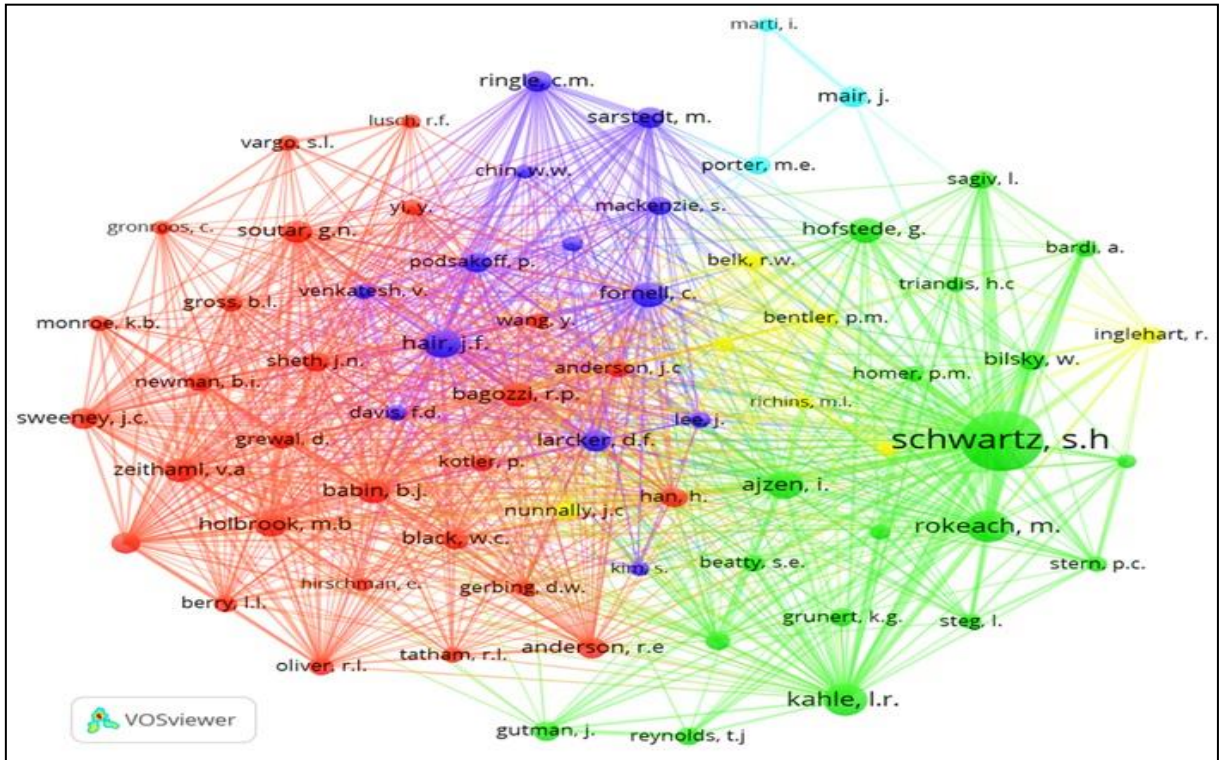 marti, i.
ringle, c.m.
mair, j.
lusch, r.f.
sarstedt, m.
vargo, s.l.
chin, w.w.
porter, m.e.
sagiv, l.
yi, y.
mackenzie, s.
gronroos, c.
soutar, g.n.
hofstede, g.
bardi, a.
podsakoff, p.
belk, r.w.
triandis, h.c
venkatesh, v.
fornell, c.
gross, b.l.
monroe, k.b.
wang, y.
bentler, p.m.
inglehart, r.
hair, j.f.
sheth, j.n.
anderson, j.c
bilsky, w.
newman, b.i.
homer, p.m.
bagozzi, r.p.
richins, m.l.
sweeney, j.c.
davis, f.d.
lee, j.
grewal, d.
larcker, d.f.
schwartz, s.h
zeithaml, v.a
kotler, p.
babin, b.j.
ajzen, i.
han, h.
nunnally, j.c
holbrook, m.b
rokeach, m.
black, w.c.
kim, s.
beatty, s.e.
stern, p.c.
hirschman, e.
gerbing, d.w.
berry, l.l.
grunert, k.g.
steg, l.
anderson, r.e
oliver, r.l.
tatham, r.l.
kahle, l.r.
VOSviewer
gutman, j.
reynolds, t.j